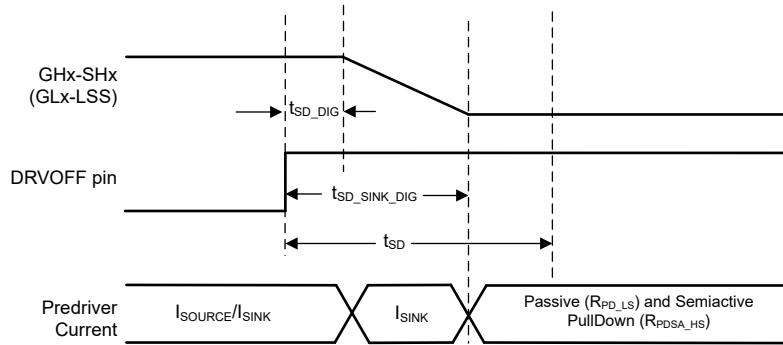 GHx-SHx
(GLx-LSS)
tSD_DIG
DRVOFF pin
tSD_SINK_DIG
tSD
Predriver
Current
ISOURCE/ISINK
ISINK
Passive (RPD_LS) and Semiactive
PullDown (RPDSA_HS)